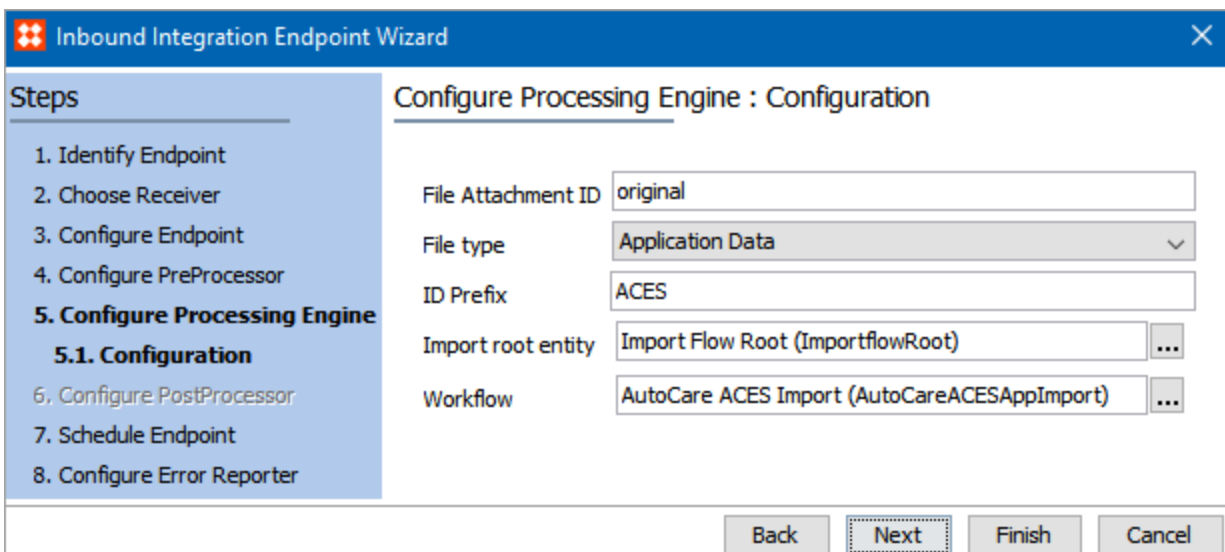 Inbound Integration Endpoint Wizard
Steps
1. Identify Endpoint
2. Choose Receiver
3. Configure Endpoint
4. Configure PreProcessor
5. Configure Processing Engine
5.1. Configuration
6. Configure PostProcessor
7. Schedule Endpoint
8. Configure Error Reporter
Configure Processing Engine : Configuration
File Attachment ID original
File type Application Data
ID Prefix ACES
Import root entity Import Flow Root (ImportflowRoot) ...
Workflow AutoCare ACES Import (AutoCareACESAppImport) ...
Back Next Finish Cancel